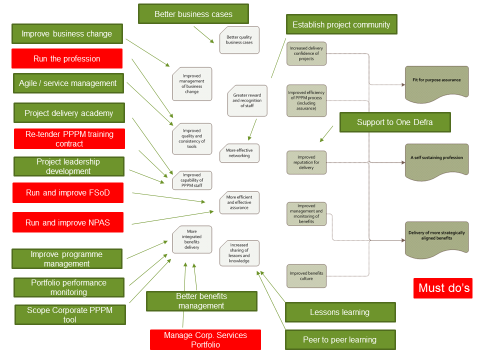 Better business cases
Establish project community
Improve business change
Run the profession
Agile / service management
Project delivery academy
Re-tender PPPM training
contract
Project leadership
development
Run and improve FSoD
Run and improve NPAS
Improve programme
management
Portfolio performance
monitoring
Scope Corporate PPPM
tool
Better quality
business cases
Improved
management
of business
change
Greater reward
and recognition
of staff
Improved
quality and
consistency of
tools
More effective
networking
Improved
capability of
PPPM staff
More efficient
and effective
assurance
More
integrated
benefits
delivery
Increased
sharing of
lessons and
knowledge
Better benefits
management
Manage Corp. Services
Portfolio
Increased delivery
confidence of
projects
Improved efficiency
of PPPM process
(including
assurance)
Support to One Defra
Improved
reputation for
delivery
Improved
management and
monitoring of
benefits
Improved benefits
culture
Lessons learning
Peer to peer learning
Fit for purpose assurance
A self sustaining profession
Delivery of more strategically
aligned benefits
Must do's